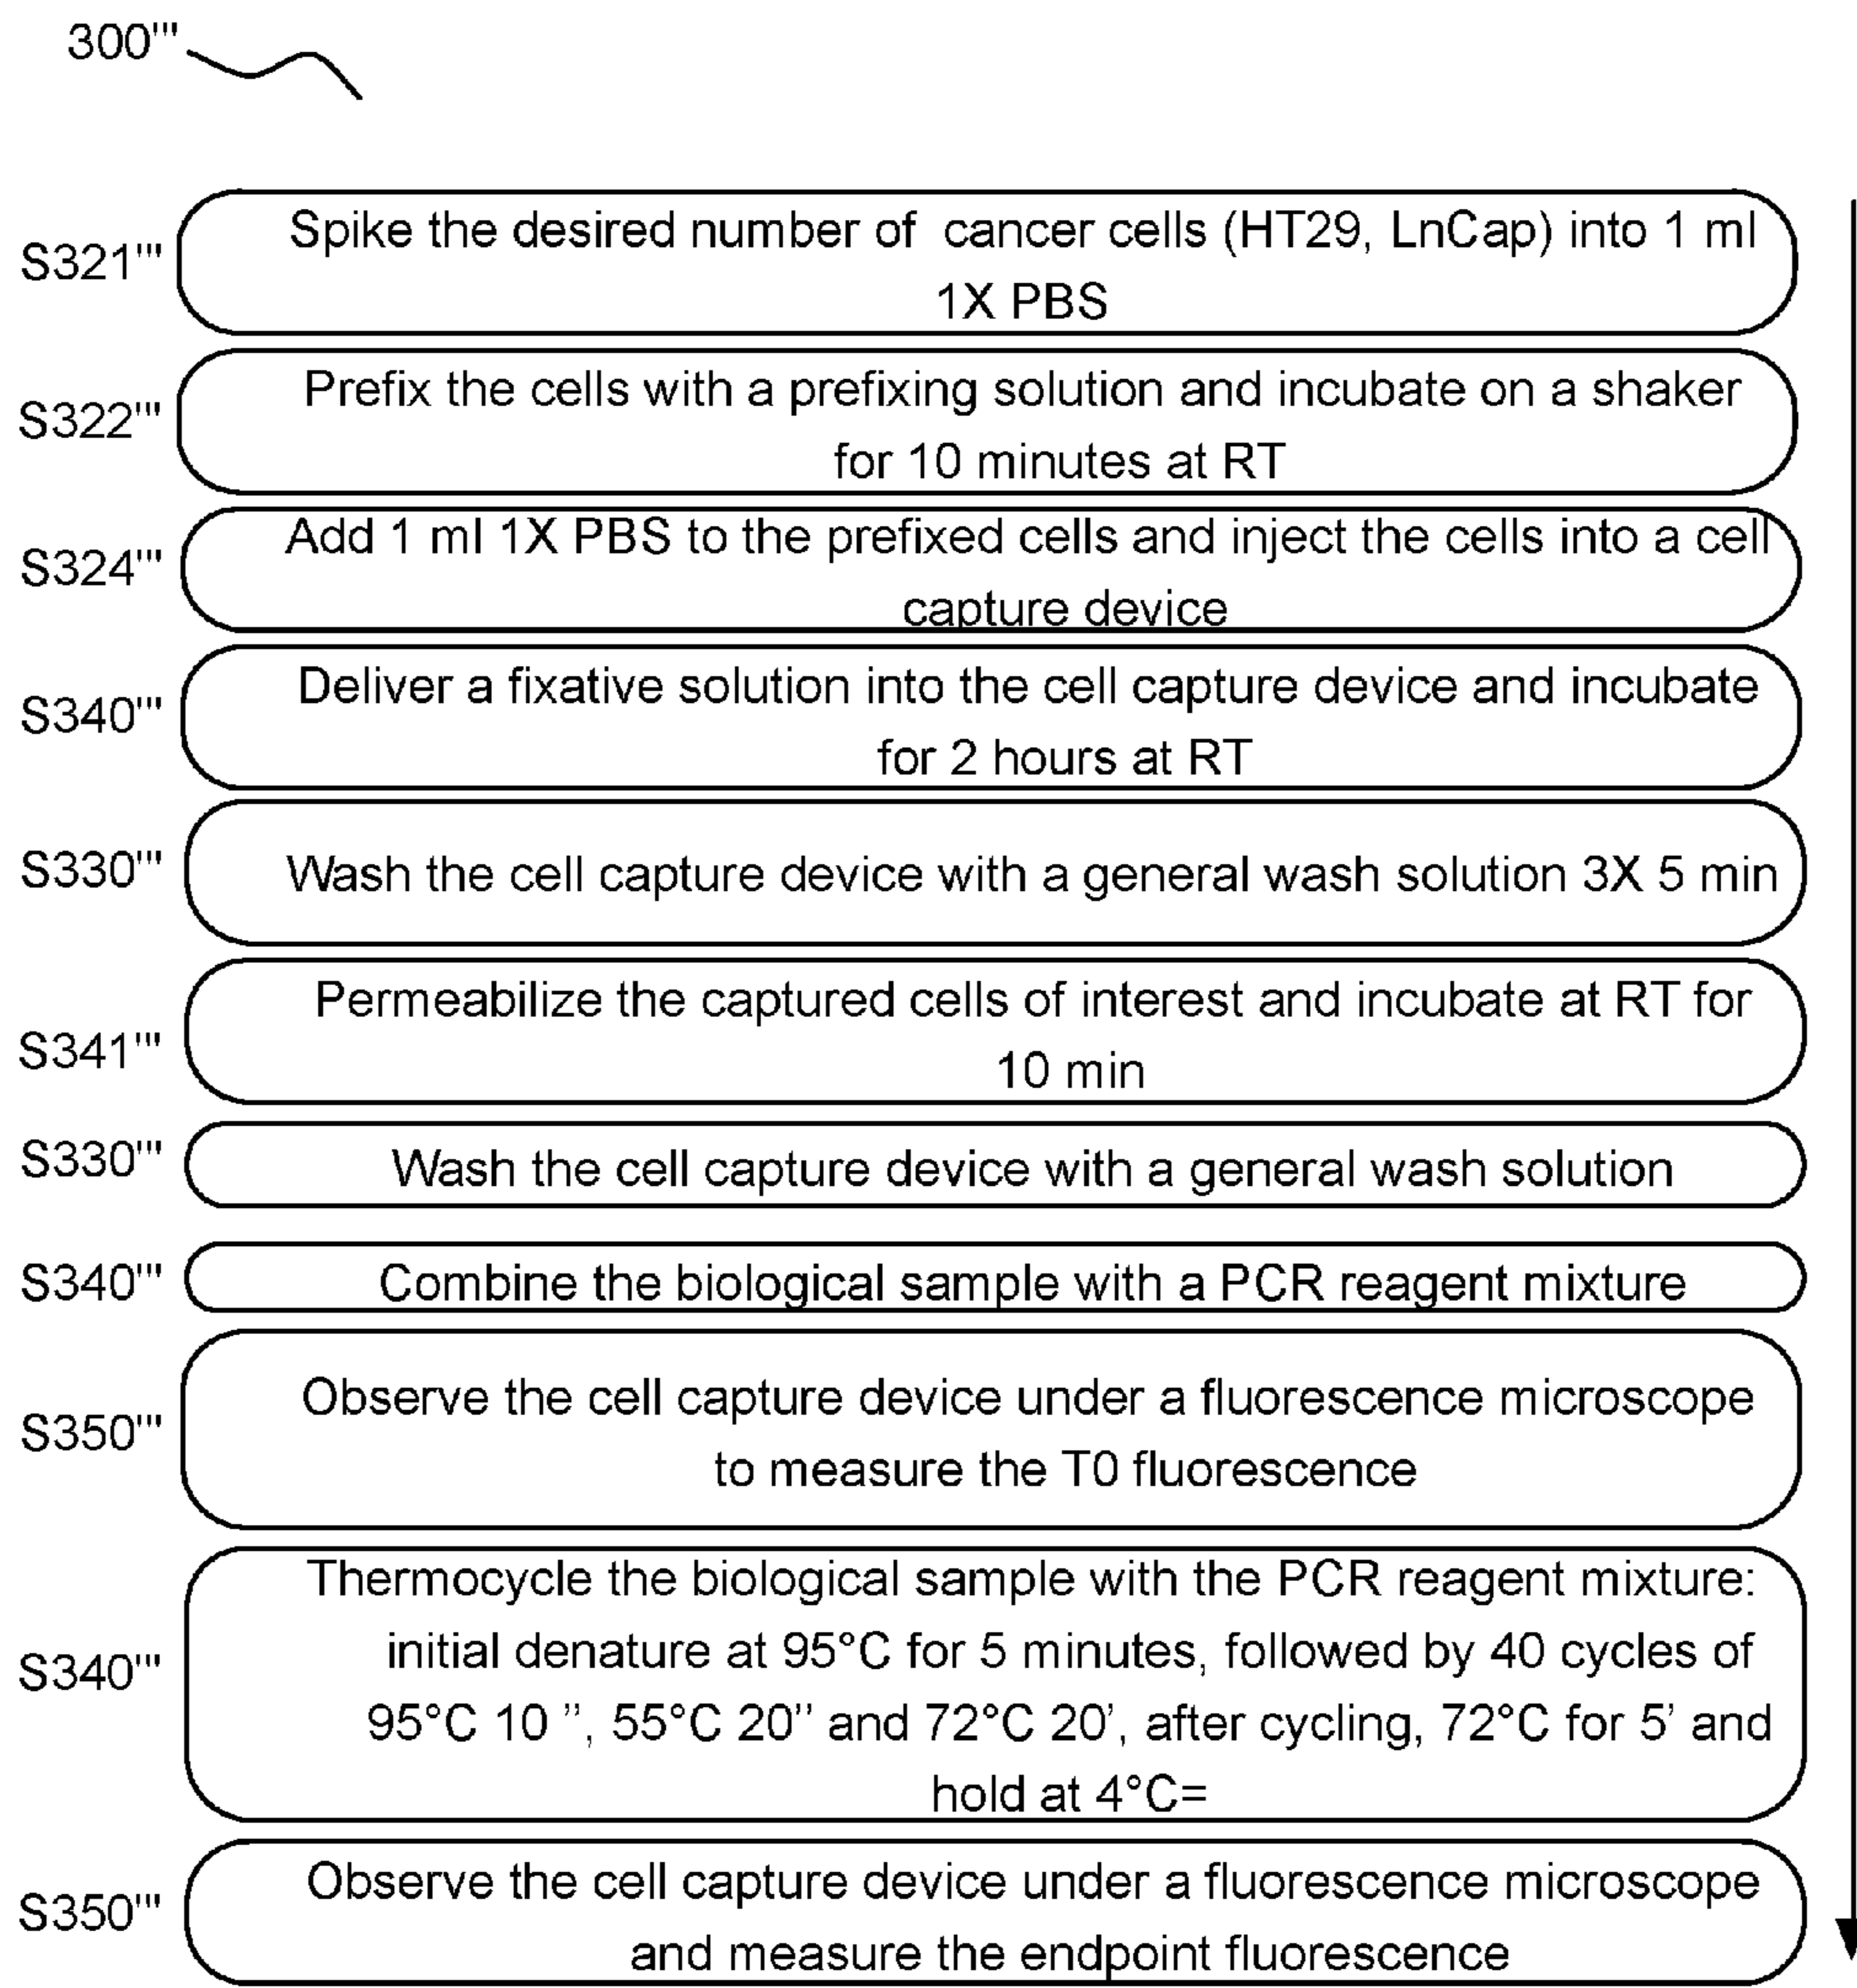 300'''
S321'''
Spike the desired number of cancer cells (HT29, LnCap) into 1 ml
1X PBS
S322'''
Prefix the cells with a prefixing solution and incubate on a shaker
for 10 minutes at RT
S324'''
Add 1 ml 1X PBS to the prefixed cells and inject the cells into a cell
capture device
S340'''
Deliver a fixative solution into the cell capture device and incubate
for 2 hours at RT
S330'''
Wash the cell capture device with a general wash solution 3X 5 min
S341'''
Permeabilize the captured cells of interest and incubate at RT for
10 min
S330'''
Wash the cell capture device with a general wash solution
S340'''
Combine the biological sample with a PCR reagent mixture
S350'''
Observe the cell capture device under a fluorescence microscope
to measure the T0 fluorescence
S340'''
Thermocycle the biological sample with the PCR reagent mixture:
initial denature at 95°C for 5 minutes, followed by 40 cycles of
95°C 10 ’’, 55°C 20’’ and 72°C 20’, after cycling, 72°C for 5’ and
hold at 4°C=
S350'''
Observe the cell capture device under a fluorescence microscope
and measure the endpoint fluorescence